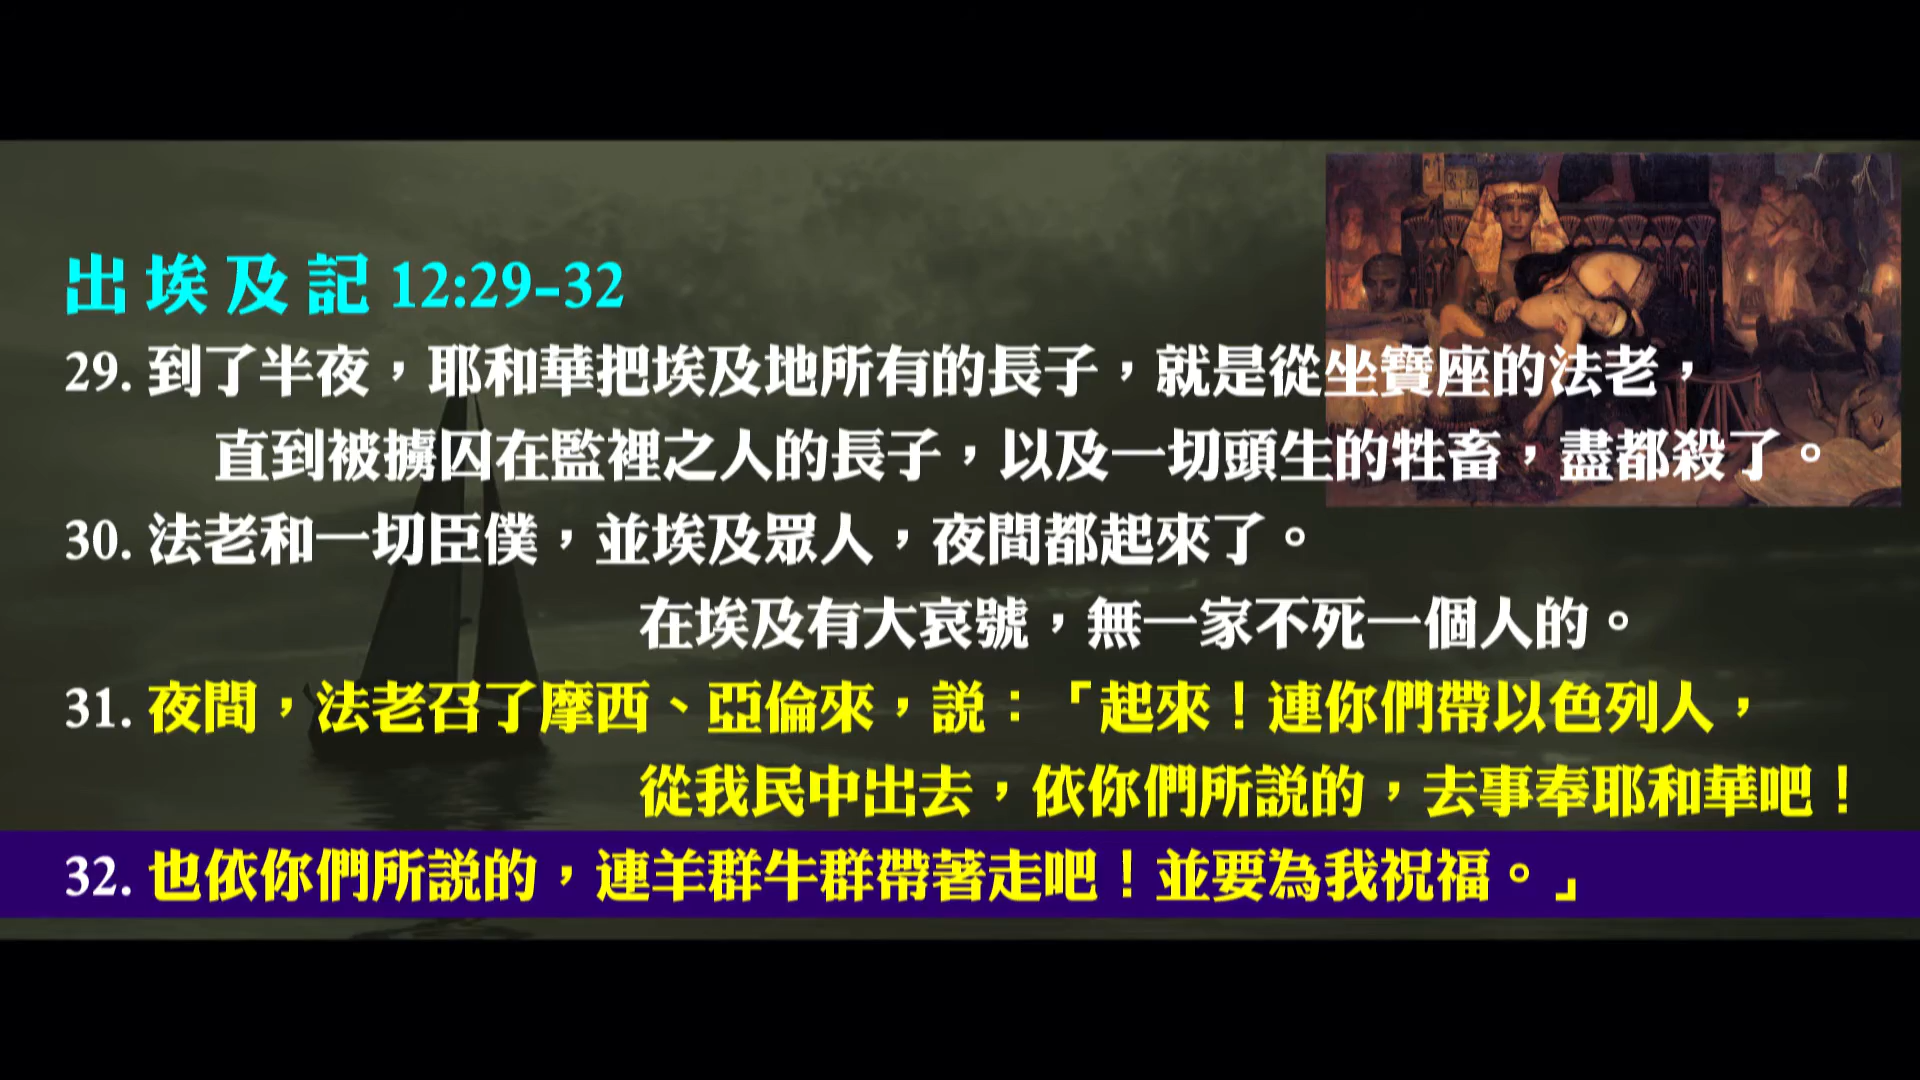 出埃及記 12:29-32
29. 到了半夜，耶和華把埃及地所有的長子，就是從坐寶座的法老，
直到被擄囚在監裡之人的長子，以及一切頭生的牲畜，盡都殺了。
30. 法老和一切臣僕，並埃及眾人，夜間都起來了。
在埃及有大哀號，無一家不死一個人的。
31. 夜間，法老召了摩西、亞倫來，説：「起來！連你們帶以色列人，
從我民中出去，依你們所説的，去事奉耶和華吧！
32. 也依你們所説的，連羊群牛群帶著走吧！並要為我祝福。」